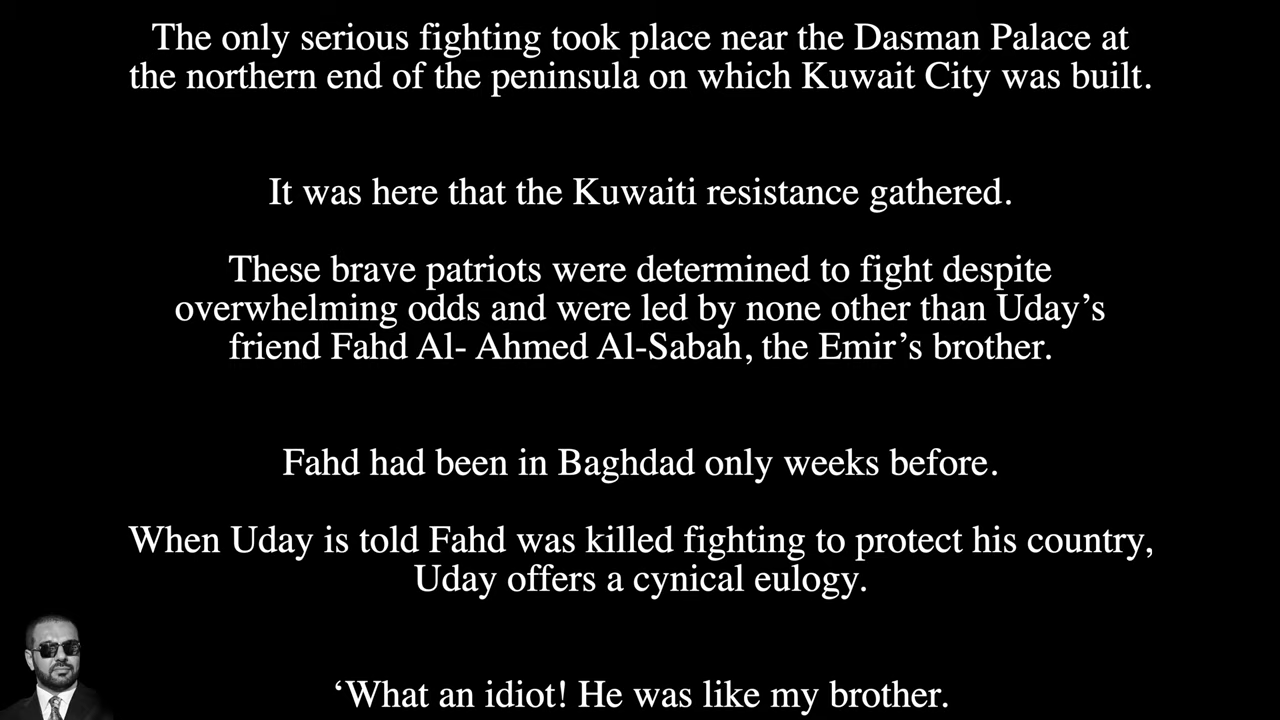 The only serious fighting took place near the Dasman Palace at
the northern end of the peninsula on which Kuwait City was built.
It was here that the Kuwaiti resistance gathered.
These brave patriots were determined to fight despite
overwhelming odds and were led by none other than Uday’s
friend Fahd Al- Ahmed Al-Sabah, the Emir’s brother.
Fahd had been in Baghdad only weeks before.
When Uday is told Fahd was killed fighting to protect his country,
Uday offers a cynical eulogy.
‘What an idiot! He was like my brother.